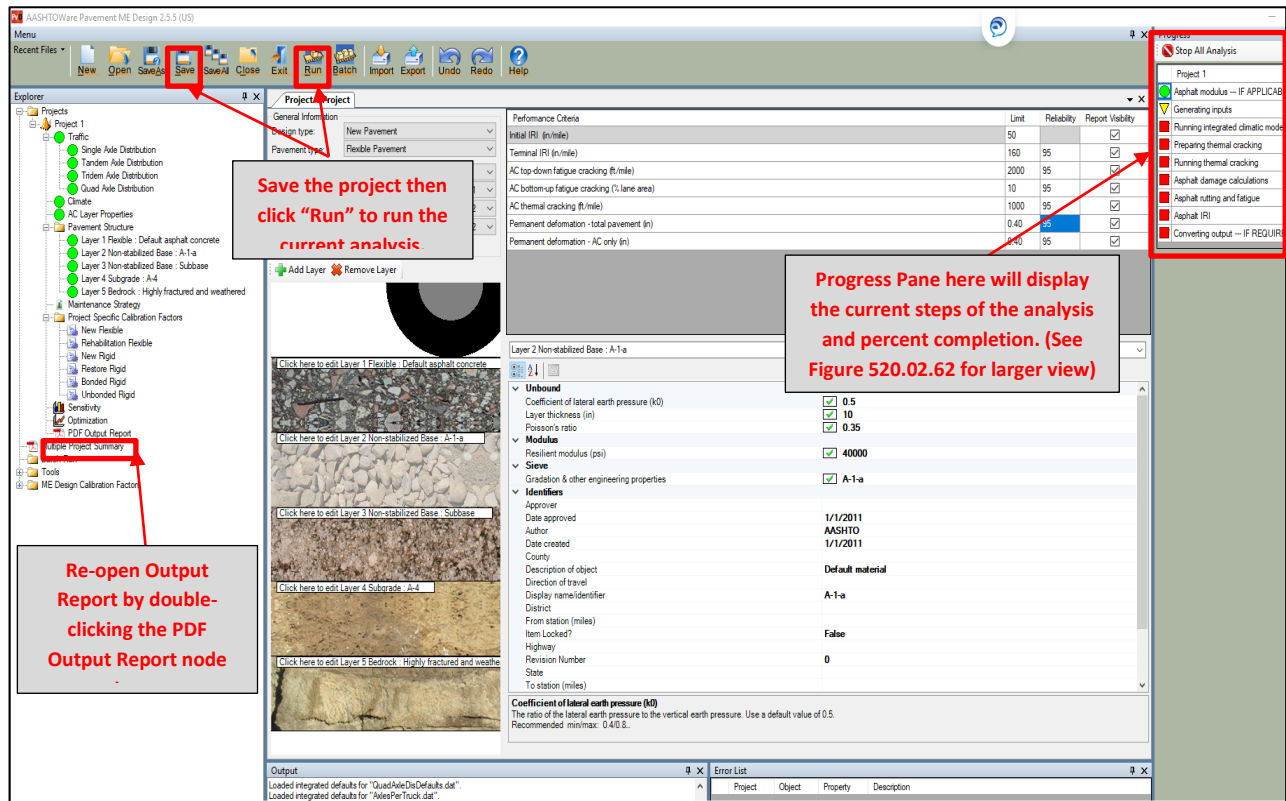 AASHTOWare Pavement ME Design 2.5.5 (US)
Menu
Recent Files
New Open SaveAs Save SaveAll Close Exit Run Batch Import Export Undo Redo Help
Explorer
Projects
Project 1
Traffic
Single Axle Distribution
Tandem Axle Distribution
Tridem Axle Distribution
Quad Axle Distribution
Climate
AC Layer Properties
Pavement Structure
Layer 1 Flexible : Default asphalt concrete
Layer 2 Non-stabilized Base : A-1-a
Layer 3 Non-stabilized Base : Subbase
Layer 4 Subgrade : A-4
Layer 5 Bedrock : Highly fractured and weathered
Maintenance Strategy
Project Specific Calibration Factors
New Flexible
Rehabilitation Flexible
New Rigid
Restore Rigid
Bonded Rigid
Unbonded Rigid
Sensitivity
Optimization
PDF Output Report
Multiple Project Summary
Tools
ME Design Calibration Factors
Re-open Output
Report by double-
clicking the PDF
Output Report node
Project
General Information
Design type: New Pavement
Pavement type: Flexible Pavement
Save the project then
click “Run” to run the
current analysis.
Add Layer Remove Layer
Click here to edit Layer 1 Flexible : Default asphalt concrete
Click here to edit Layer 2 Non-stabilized Base : A-1-a
Click here to edit Layer 3 Non-stabilized Base : Subbase
Click here to edit Layer 4 Subgrade : A-4
Click here to edit Layer 5 Bedrock : Highly fractured and weathe
Performance Criteria Limit Reliability Report Visibility
Initial IRI (in/mile) 50
Terminal IRI (in/mile) 160 95
AC top-down fatigue cracking (ft/mile) 2000 95
AC bottom-up fatigue cracking (% lane area) 10 95
AC thermal cracking (ft/mile) 1000 95
Permanent deformation - total pavement (in) 0.40 95
Permanent deformation - AC only (in) 0.40 95
Progress Pane here will display
the current steps of the analysis
and percent completion. (See
Figure 520.02.62 for larger view)
Layer 2 Non-stabilized Base : A-1-a
Unbound
Coefficient of lateral earth pressure (k0) 0.5
Layer thickness (in) 10
Poisson's ratio 0.35
Modulus
Resilient modulus (psi) 40000
Sieve
Gradation & other engineering properties A-1-a
Identifiers
Approver
Date approved 1/1/2011
Author AASHTO
Date created 1/1/2011
County
Description of object Default material
Direction of travel
Display name/identifier A-1-a
District
From station (miles)
Item Locked? False
Highway
Revision Number 0
State
To station (miles)
Coefficient of lateral earth pressure (k0)
The ratio of the lateral earth pressure to the vertical earth pressure. Use a default value of 0.5.
Recommended min/max: 0.4/0.8..
Output
Loaded integrated defaults for "QuadAxleDisDefaults.dat".
Loaded integrated defaults for "AxlesPerTruck.dat".
Error List
Project Object Property Description
Stop All Analysis
Project 1
Asphalt modulus --- IF APPLICAB
Generating inputs
Running integrated climatic mode
Preparing thermal cracking
Running thermal cracking
Asphalt damage calculations
Asphalt rutting and fatigue
Asphalt IRI
Converting output --- IF REQUIRE